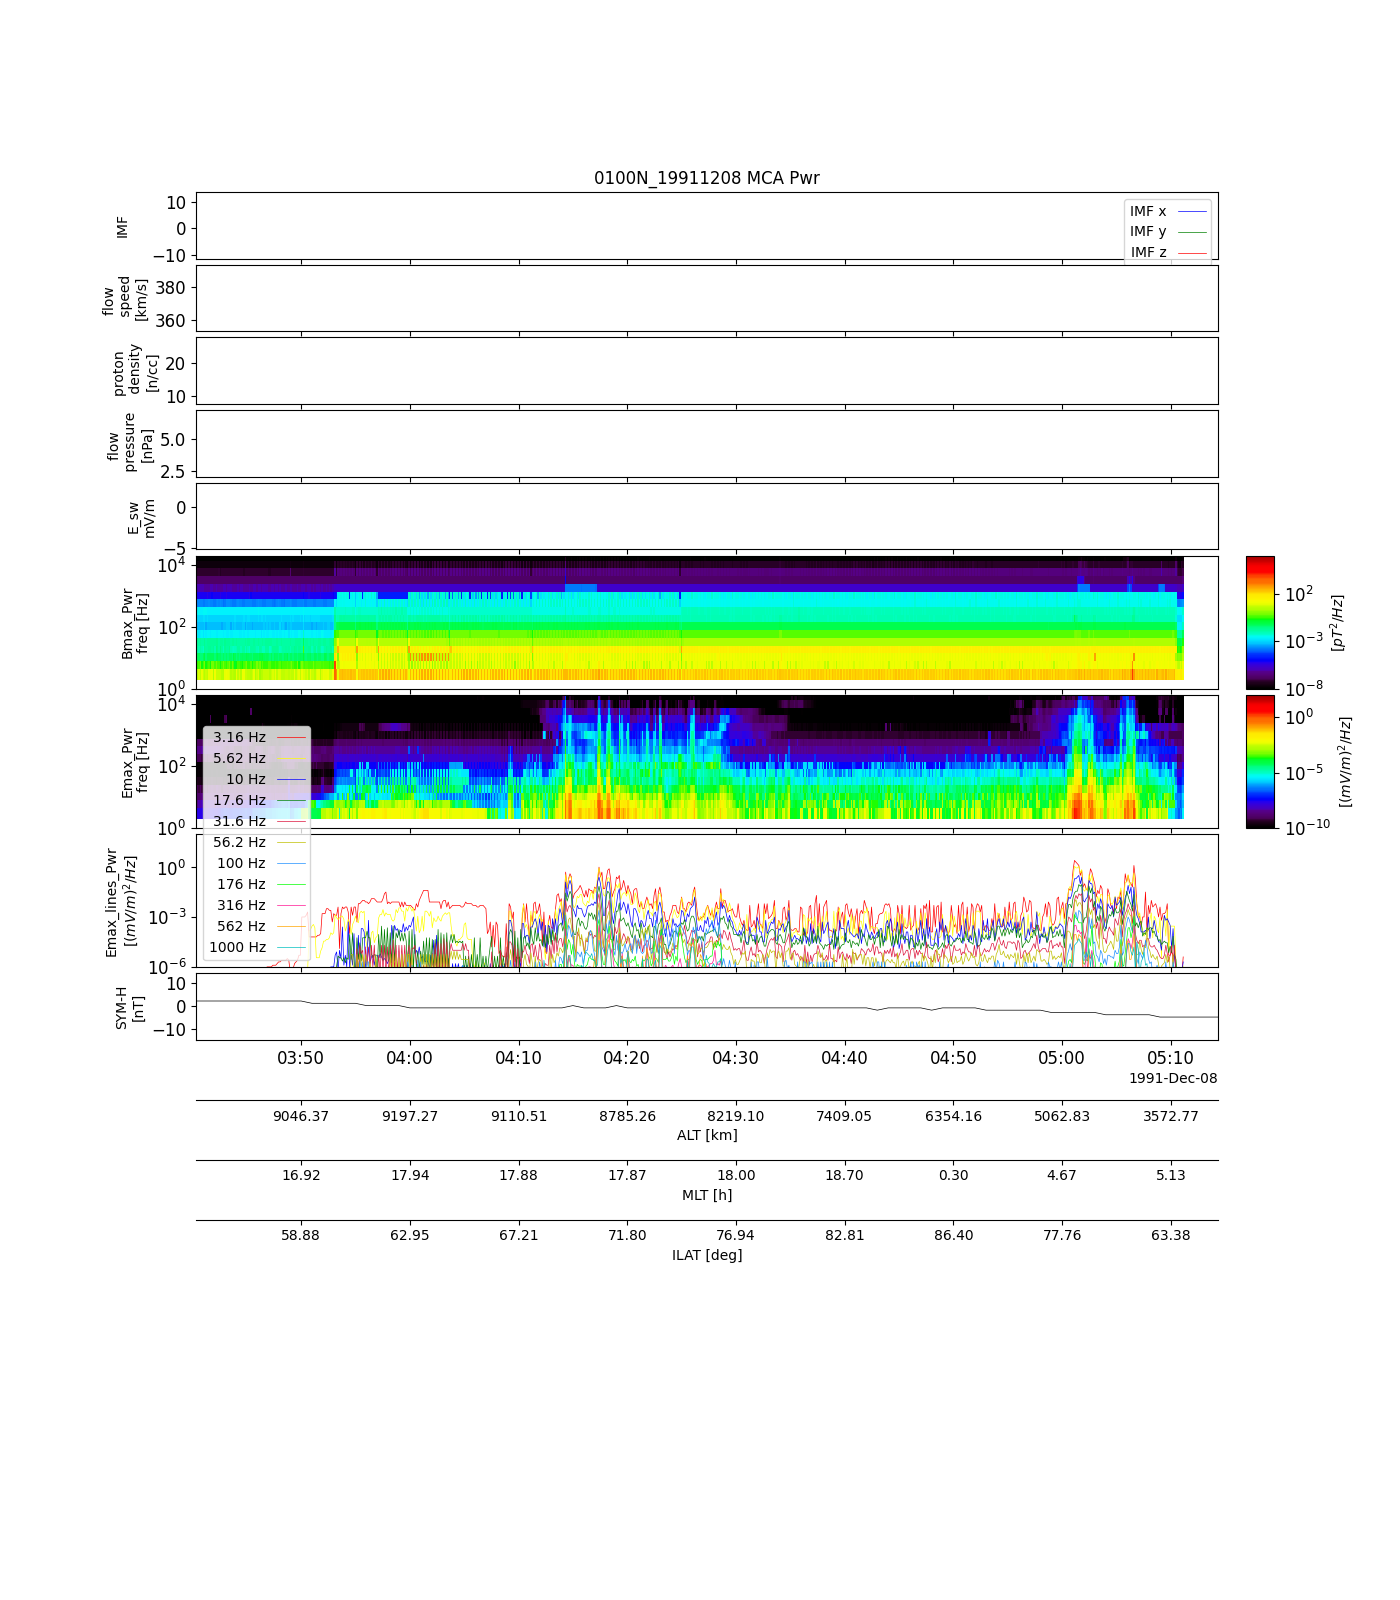 0100N_19911208 MCA Pwr
10
0
−10
IMF
IMF x
IMF y
IMF z
380
360
flow
speed
[km/s]
20
10
proton
density
[n/cc]
5.0
2.5
flow
pressure
[nPa]
0
−5
E_sw
mV/m
10^4
10^2
10^0
Bmax_Pwr
freq [Hz]
10^2
10^−3
10^−8
[pT^2/Hz]
10^4
10^2
10^0
Emax_Pwr
freq [Hz]
10^0
10^−5
10^−10
[(mV/m)^2/Hz]
3.16 Hz
5.62 Hz
10 Hz
17.6 Hz
31.6 Hz
56.2 Hz
100 Hz
176 Hz
316 Hz
562 Hz
1000 Hz
10^0
10^−3
10^−6
Emax_lines_Pwr
[(mV/m)^2/Hz]
10
0
−10
SYM-H
[nT]
03:50 04:00 04:10 04:20 04:30 04:40 04:50 05:00 05:10
1991-Dec-08
9046.37 9197.27 9110.51 8785.26 8219.10 7409.05 6354.16 5062.83 3572.77
ALT [km]
16.92 17.94 17.88 17.87 18.00 18.70 0.30 4.67 5.13
MLT [h]
58.88 62.95 67.21 71.80 76.94 82.81 86.40 77.76 63.38
ILAT [deg]